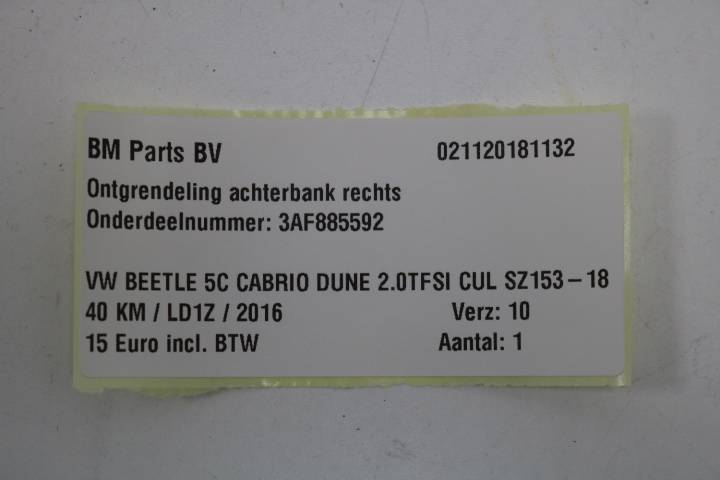 BM Parts BV 021120181132
Ontgrendeling achterbank rechts
Onderdeelnummer: 3AF885592
VW BEETLE 5C CABRIO DUNE 2.0TFSI CUL SZ153-18
40 KM / LD1Z / 2016 Verz: 10
15 Euro incl. BTW Aantal: 1